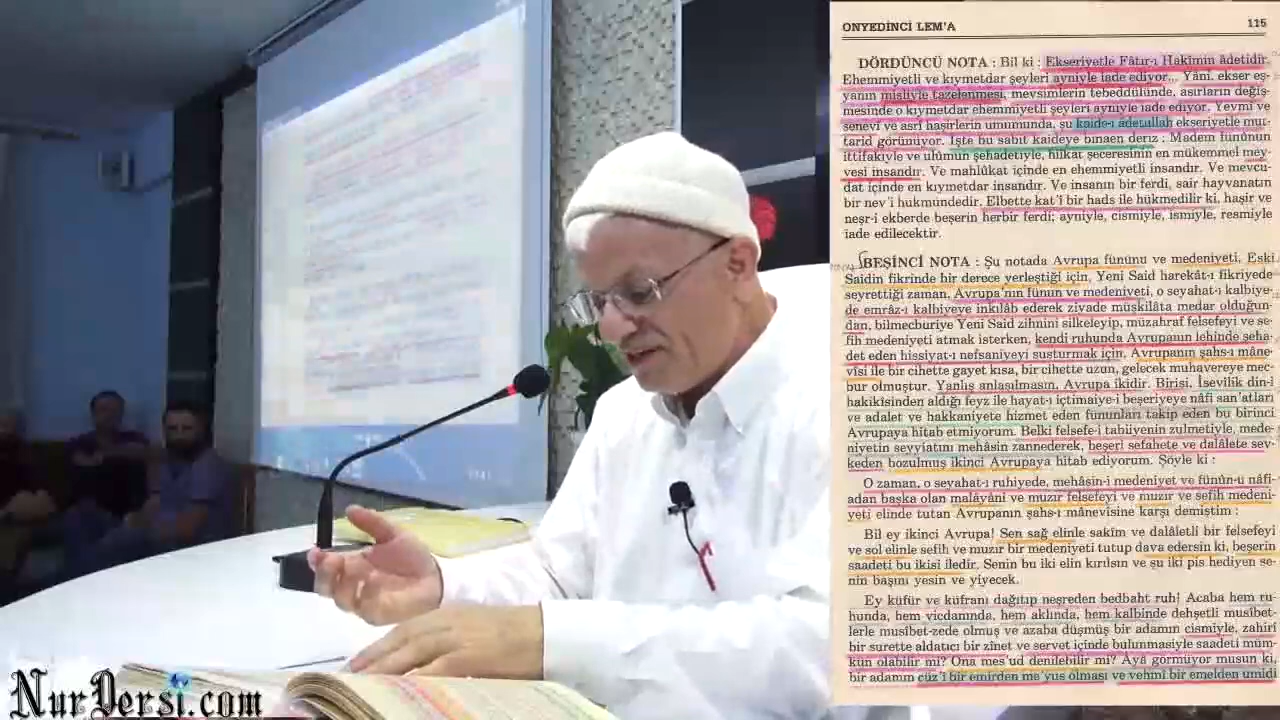 ONYEDİNCİ LEM'A 115
DÖRDÜNCÜ NOTA : Bil ki : Ekseriyetle Fâtır-ı Hakîmin âdetidir.
Ehemmiyetli ve kıymetdar şeyleri ayniyle iade ediyor... Yâni, ekser eş-
yanın misliyle tazelenmesi, mevsimlerin tebeddülünde, asırların değiş-
mesinde o kıymetdar ehemmiyetli şeyleri ayniyle iade ediyor. Yevmî ve
senevî ve asrî haşirlerin umumunda, şu kaide-i âdetullah ekseriyetle mut-
tarid görünüyor. İşte bu sabit kaideye binaen deriz : Madem fünûnun
ittifakiyle ve ulûmun şehadetiyle, hilkat şeceresinin en mükemmel mey-
vesi insandır. Ve mahlûkat içinde en ehemmiyetli insandır. Ve mevcu-
dat içinde en kıymetdar insandır. Ve insanın bir ferdi, sair hayvanatın
bir nev'i hükmündedir. Elbette kat'î bir hads ile hükmedilir ki, haşir ve
neşr-i ekberde beşerin herbir ferdi; ayniyle, cismiyle, ismiyle, resmiyle
iade edilecektir.
BEŞİNCİ NOTA : Şu notada Avrupa fünûnu ve medeniyeti, Eski
Saidin fikrinde bir derece yerleştiği için, Yeni Said harekât-ı fikriyede
seyrettiği zaman, Avrupa'nın fünûn ve medeniyeti, o seyahat-ı kalbiye-
de emrâz-ı kalbiyeye inkılâb ederek ziyade müşkilâta medar olduğun-
dan, bilmecburiye Yeni Said zihnini silkeleyip, müzahraf felsefeyi ve se-
fih medeniyeti atmak isterken, kendi ruhunda Avrupanın lehinde şeha-
det eden hissiyat-ı nefsaniyeyi susturmak için, Avrupanın şahs-ı mâne-
vîsi ile bir cihette gayet kısa, bir cihette uzun, gelecek muhavereye mec-
bur olmuştur. Yanlış anlaşılmasın, Avrupa ikidir. Birisi, İsevîlik din-i
hakikisinden aldığı feyz ile hayat-ı içtimaiye-i beşeriyeye nâfi san'atları
ve adalet ve hakkaniyete hizmet eden fünunları takip eden bu birinci
Avrupaya hitab etmiyorum. Belki felsefe-i tabiiyenin zulmetiyle, mede-
niyetin seyyiatını mehâsin zannederek, beşeri sefahete ve dalâlete sev-
keden bozulmuş ikinci Avrupaya hitab ediyorum. Şöyle ki :
O zaman, o seyahat-ı ruhiyede, mehâsin-i medeniyet ve fünûn-u nâfi-
adan başka olan malâyâni ve muzır felsefeyi ve muzır ve sefih medeni-
yeti elinde tutan Avrupanın şahs-ı mânevîsine karşı demiştim :
Bil ey ikinci Avrupa! Sen sağ elinle sakîm ve dalâletli bir felsefeyi
ve sol elinle sefih ve muzır bir medeniyeti tutup dava edersin ki, beşerin
saadeti bu ikisi iledir. Senin bu iki elin kırılsın ve şu iki pis hediyen se-
nin başını yesin ve yiyecek.
Ey küfür ve küfranı dağıtıp neşreden bedbaht ruh! Acaba hem ru-
hunda, hem vicdanında, hem aklında, hem kalbinde dehşetli musîbet-
lerle musîbet-zede olmuş ve azaba düşmüş bir adamın cismiyle, zahirî
bir surette aldatıcı bir zînet ve servet içinde bulunmasiyle saadeti müm-
kün olabilir mi? Ona mes'ud denilebilir mi? Âyâ görmüyor musun ki,
bir adamın cüz'î bir emirden me'yus olması ve vehmî bir emelden ümidi
NurDersi.com